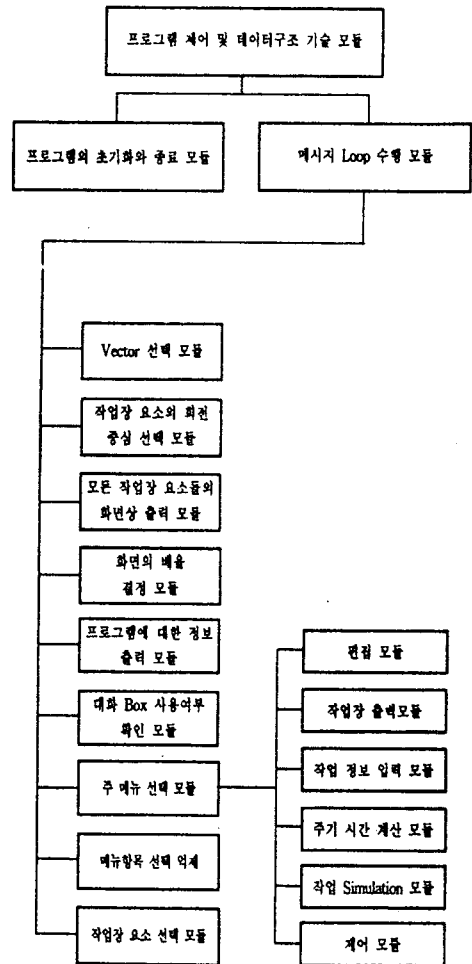 프로그램 제어 및 데이터구조 기술 모듈
프로그램의 초기화와 종료 모듈
메시지 Loop 수행 모듈
Vector 선택 모듈
작업장 요소의 회전
중심 선택 모듈
모든 작업장 요소들의
화면상 출력 모듈
화면의 배율
결정 모듈
프로그램에 대한 정보
출력 모듈
대화 Box 사용여부
확인 모듈
주 메뉴 선택 모듈
메뉴항목 선택 억제
작업장 요소 선택 모듈
편집 모듈
작업장 출력모듈
작업 정보 입력 모듈
주기 시간 계산 모듈
작업 Simulation 모듈
제어 모듈